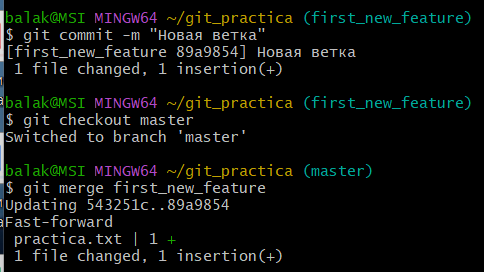 balak@MSI MINGW64 ~/git_practica (first_new_feature)
$ git commit -m "Новая ветка"
[first_new_feature 89a9854] Новая ветка
 1 file changed, 1 insertion(+)

balak@MSI MINGW64 ~/git_practica (first_new_feature)
$ git checkout master
Switched to branch 'master'

balak@MSI MINGW64 ~/git_practica (master)
$ git merge first_new_feature
Updating 543251c..89a9854
Fast-forward
 practica.txt | 1 +
 1 file changed, 1 insertion(+)